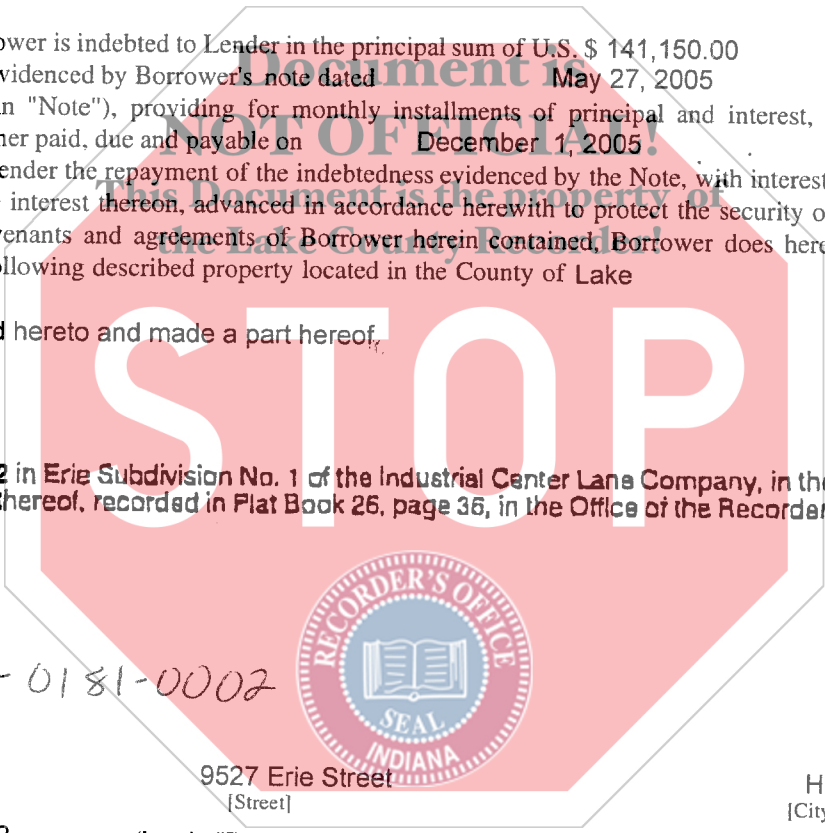 ower is indebted to Lender in the principal sum of U.S. $ 141,150.00
videnced by Borrower's note dated May 27, 2005
n "Note"), providing for monthly installments of principal and interest,
ner paid, due and payable on December 1, 2005
ender the repayment of the indebtedness evidenced by the Note, with interest
interest thereon, advanced in accordance herewith to protect the security o
enants and agreements of Borrower herein contained, Borrower does here
llowing described property located in the County of Lake
Document is
NOT OFFICIAL!
This Document is the property of
the Lake County Recorder!
d hereto and made a part hereof.
STOP
2 in Erie Subdivision No. 1 of the Industrial Center Lane Company, in the
thereof, recorded in Plat Book 26, page 36, in the Office of the Recorder
RECORDER'S OFFICE
SEAL
INDIANA
- 0181-0002
9527 Erie Street
[Street]
H
[City